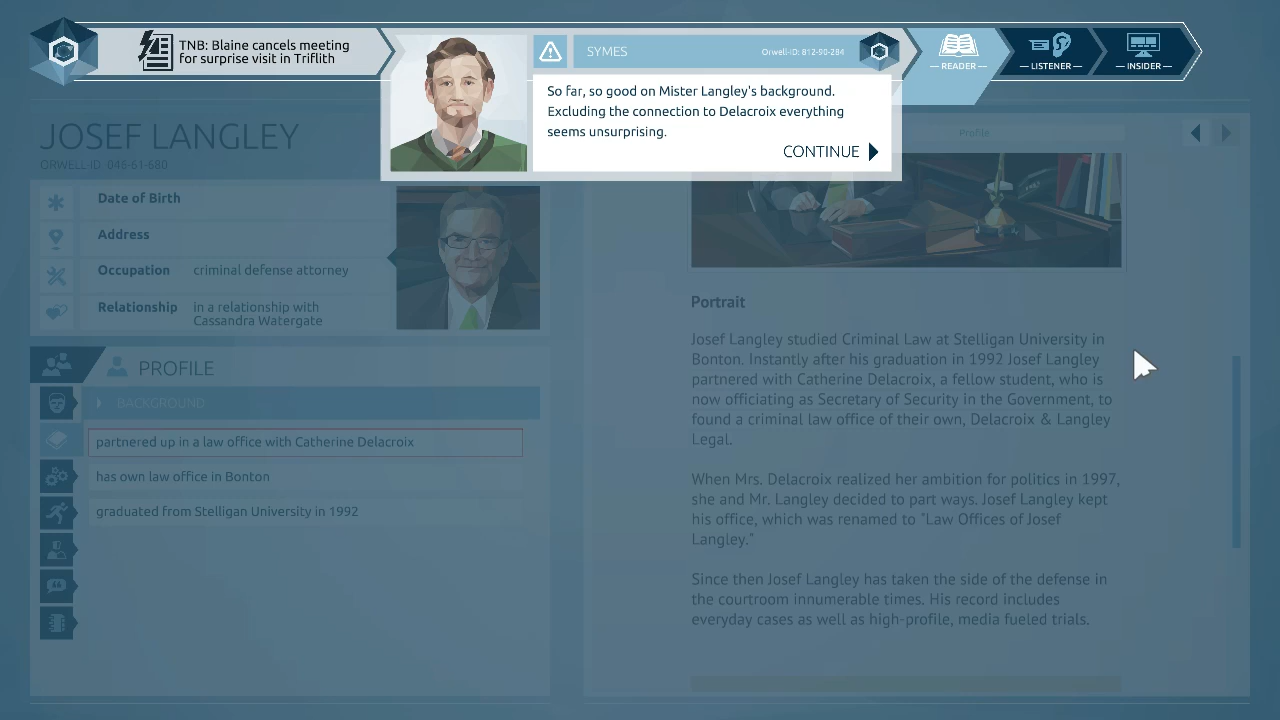 TNB: Blaine cancels meeting
for surprise visit in Triflith
SYMES
Orwell-ID: 812-90-284
So far, so good on Mister Langley's background.
Excluding the connection to Delacroix everything
seems unsurprising.
CONTINUE
— READER —
— LISTENER —
— INSIDER —
JOSEF LANGLEY
ORWELL-ID 045-61-680
Date of Birth
Address
Occupation criminal defense attorney
Relationship in a relationship with
Cassandra Watergate
PROFILE
BACKGROUND
partnered up in a law office with Catherine Delacroix
has own law office in Bonton
graduated from Stelligan University in 1992
Profile
Portrait
Josef Langley studied Criminal Law at Stelligan University in
Bonton. Instantly after his graduation in 1992 Josef Langley
partnered with Catherine Delacroix, a fellow student, who is
now officiating as Secretary of Security in the Government, to
found a criminal law office of their own, Delacroix & Langley
Legal.
When Mrs. Delacroix realized her ambition for politics in 1997,
she and Mr. Langley decided to part ways. Josef Langley kept
his office, which was renamed to "Law Offices of Josef
Langley."
Since then Josef Langley has taken the side of the defense in
the courtroom innumerable times. His record includes
everyday cases as well as high-profile, media fueled trials.